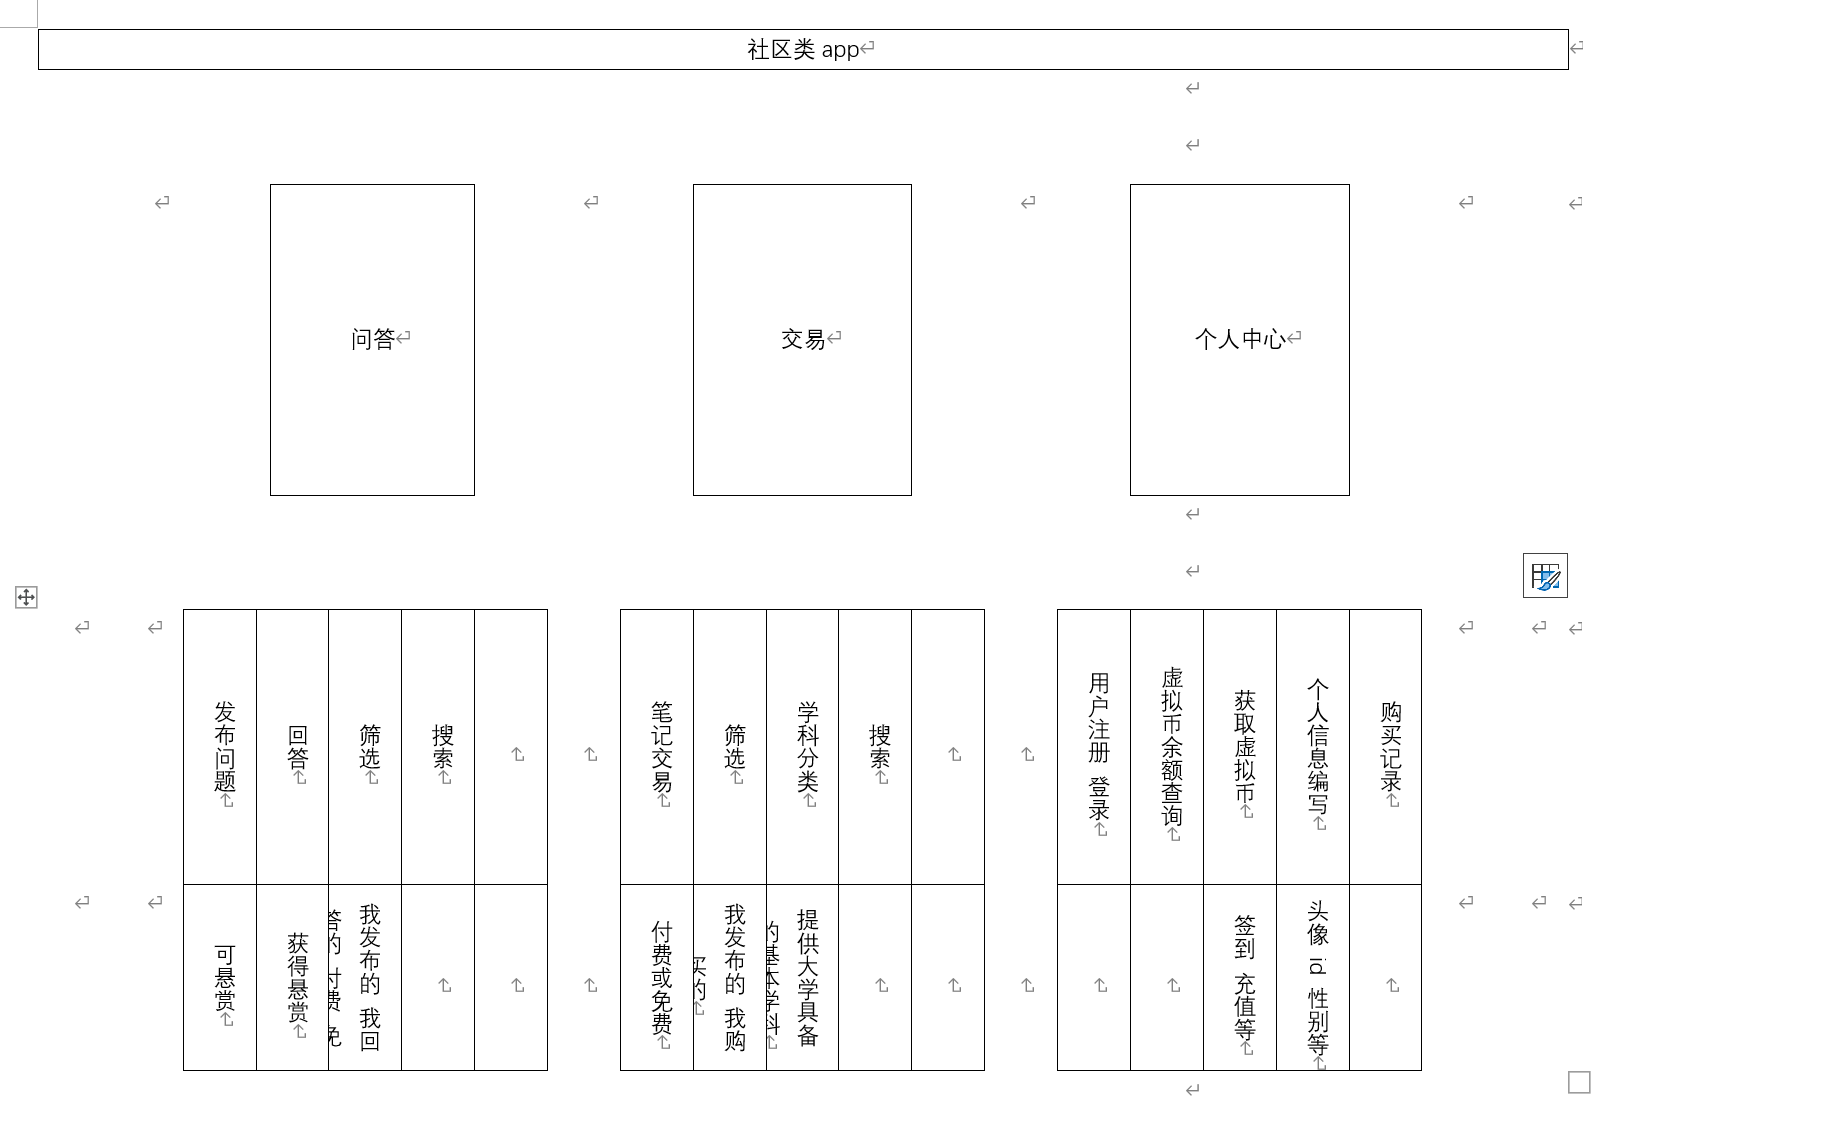 社区类 app
问答
交易
个人中心
发布问题
回答
筛选
搜索
笔记交易
筛选
学科分类
搜索
用户注册 登录
虚拟币余额查询
获取虚拟币
个人信息编写
购买记录
可悬赏
获得悬赏
我发布的 我回
答的 付费 免
付费或免费
我发布的 我购
买的
提供大学具备
的基本学科
签到 充值等
头像 id 性别等